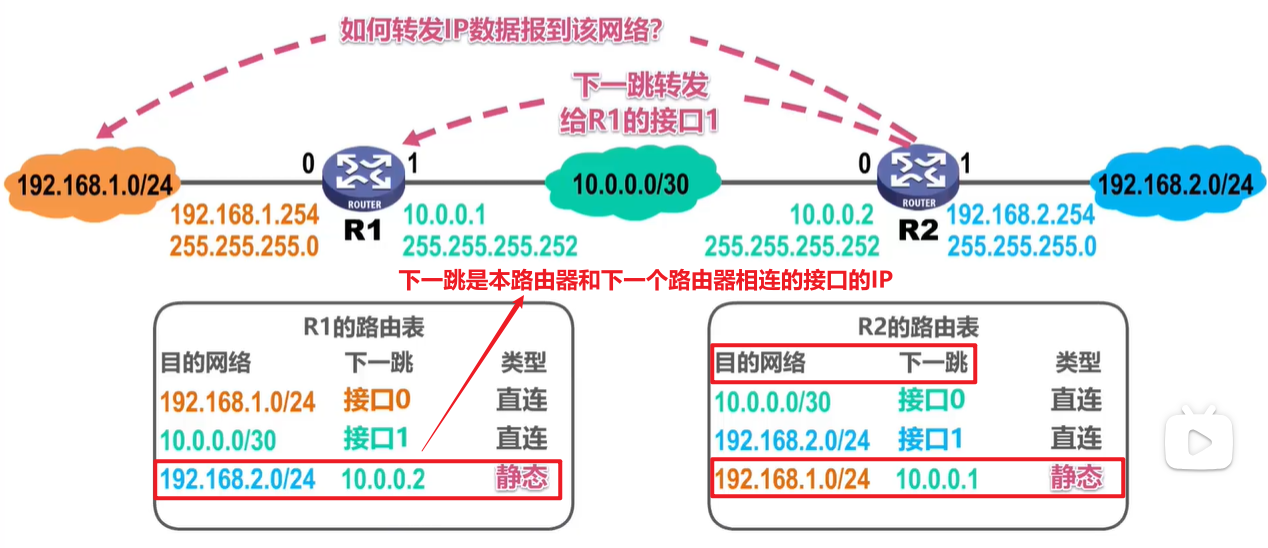 如何转发IP数据报到该网络?
下一跳转发
给R1的接口1
192.168.1.0/24
0
ROUTER
1
10.0.0.0/30
0
ROUTER
1
192.168.2.0/24
192.168.1.254
255.255.255.0
R1
10.0.0.1
255.255.255.252
10.0.0.2
255.255.255.252
R2
192.168.2.254
255.255.255.0
下一跳是本路由器和下一个路由器相连的接口的IP
R1的路由表
目的网络 下一跳 类型
192.168.1.0/24 接口0 直连
10.0.0.0/30 接口1 直连
192.168.2.0/24 10.0.0.2 静态
R2的路由表
目的网络 下一跳 类型
10.0.0.0/30 接口0 直连
192.168.2.0/24 接口1 直连
192.168.1.0/24 10.0.0.1 静态